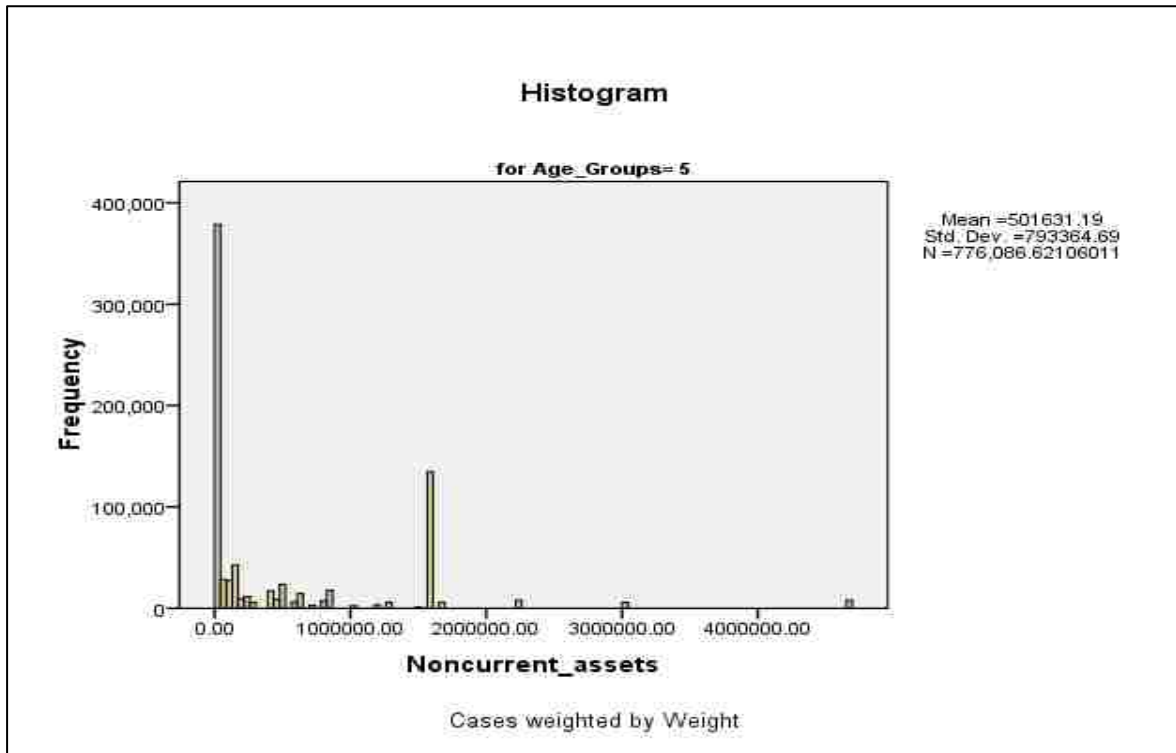 Histogram
for Age_Groups= 5
400,000
300,000
200,000
100,000
0
Frequency
Mean =501631.19
Std. Dev. =793364.69
N =776,086.62106011
0.00 1000000.00 2000000.00 3000000.00 4000000.00
Noncurrent_assets
Cases weighted by Weight